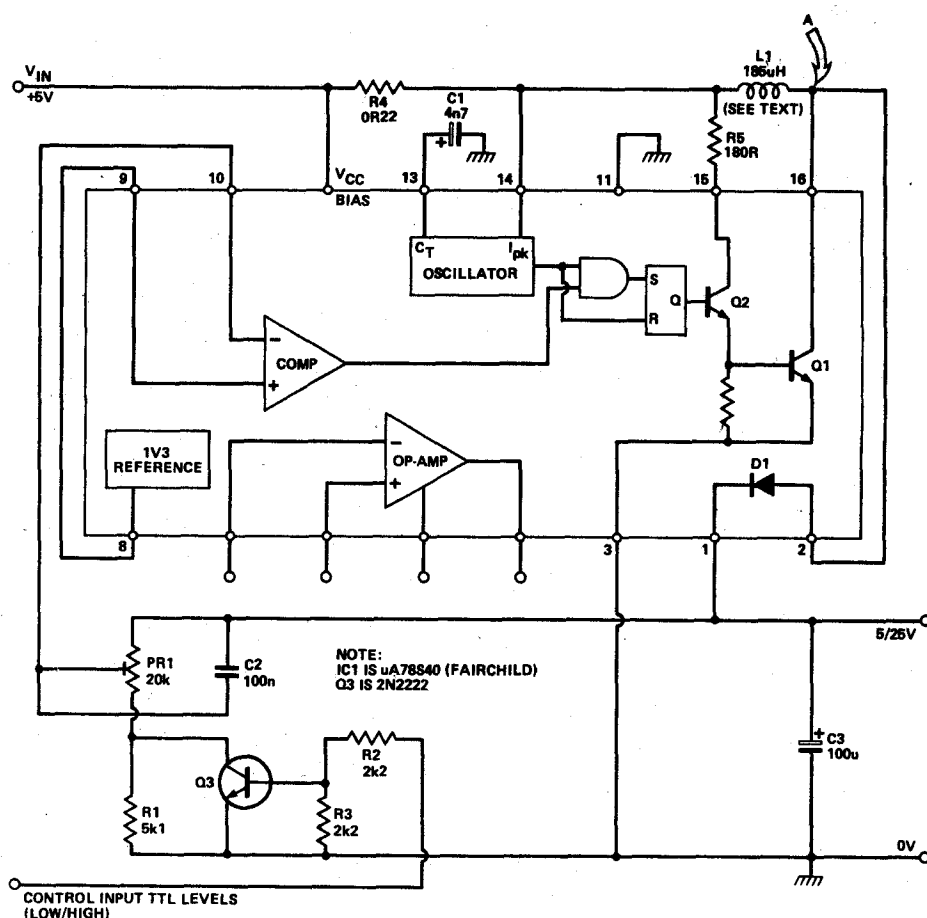 A
L1
185uH
(SEE TEXT)
VIN
+5V
R4
0R22
C1
4n7
+
R5
180R
9
10
VCC
BIAS
13
14
11
15
16
CT
Ipk
OSCILLATOR
S
Q
R
Q2
Q1
−
COMP
+
1V3
REFERENCE
−
OP-AMP
+
D1
8
3
1
2
5/25V
PR1
20k
C2
100n
NOTE:
IC1 IS uA78S40 (FAIRCHILD)
Q3 IS 2N2222
+
C3
100u
R2
2k2
Q3
R1
5k1
R3
2k2
0V
CONTROL INPUT TTL LEVELS
(LOW/HIGH)